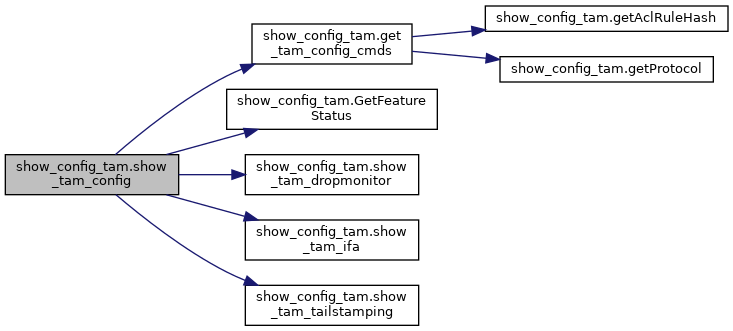 show_config_tam.show
_tam_config
show_config_tam.get
_tam_config_cmds
show_config_tam.getAclRuleHash
show_config_tam.getProtocol
show_config_tam.GetFeature
Status
show_config_tam.show
_tam_dropmonitor
show_config_tam.show
_tam_ifa
show_config_tam.show
_tam_tailstamping